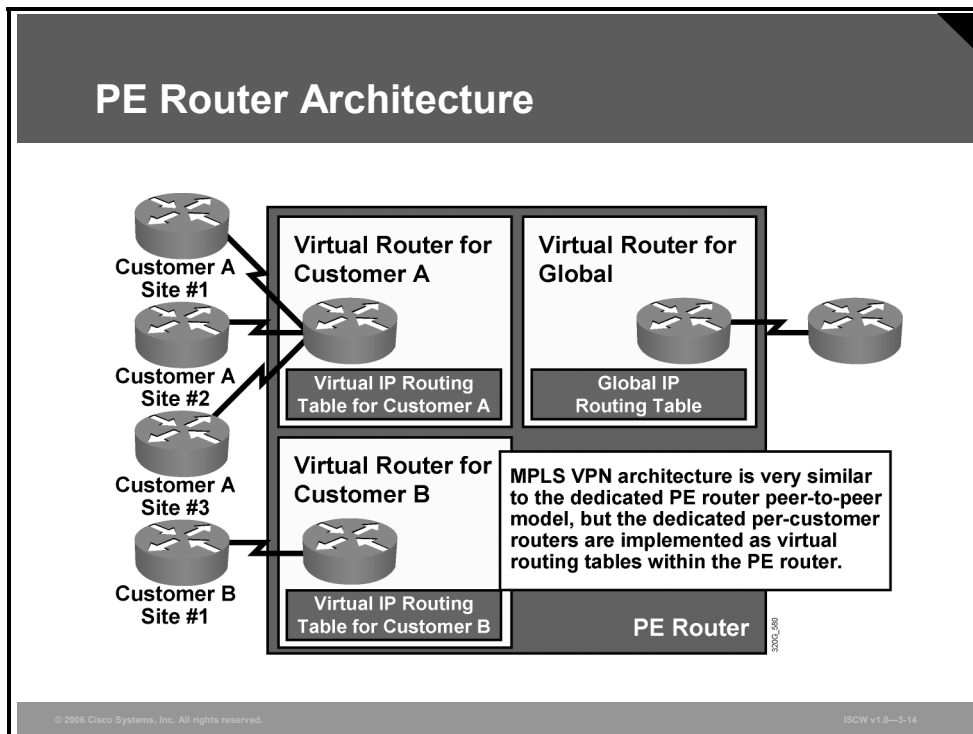 PE Router Architecture
Customer A
Site #1
Customer A
Site #2
Customer A
Site #3
Customer B
Site #1
Virtual Router for
Customer A
Virtual IP Routing
Table for Customer A
Virtual Router for
Global
Global IP
Routing Table
Virtual Router for
Customer B
Virtual IP Routing
Table for Customer B
MPLS VPN architecture is very similar
to the dedicated PE router peer-to-peer
model, but the dedicated per-customer
routers are implemented as virtual
routing tables within the PE router.
PE Router
320G_580
© 2006 Cisco Systems, Inc. All rights reserved.
ISCW v1.0—3-14